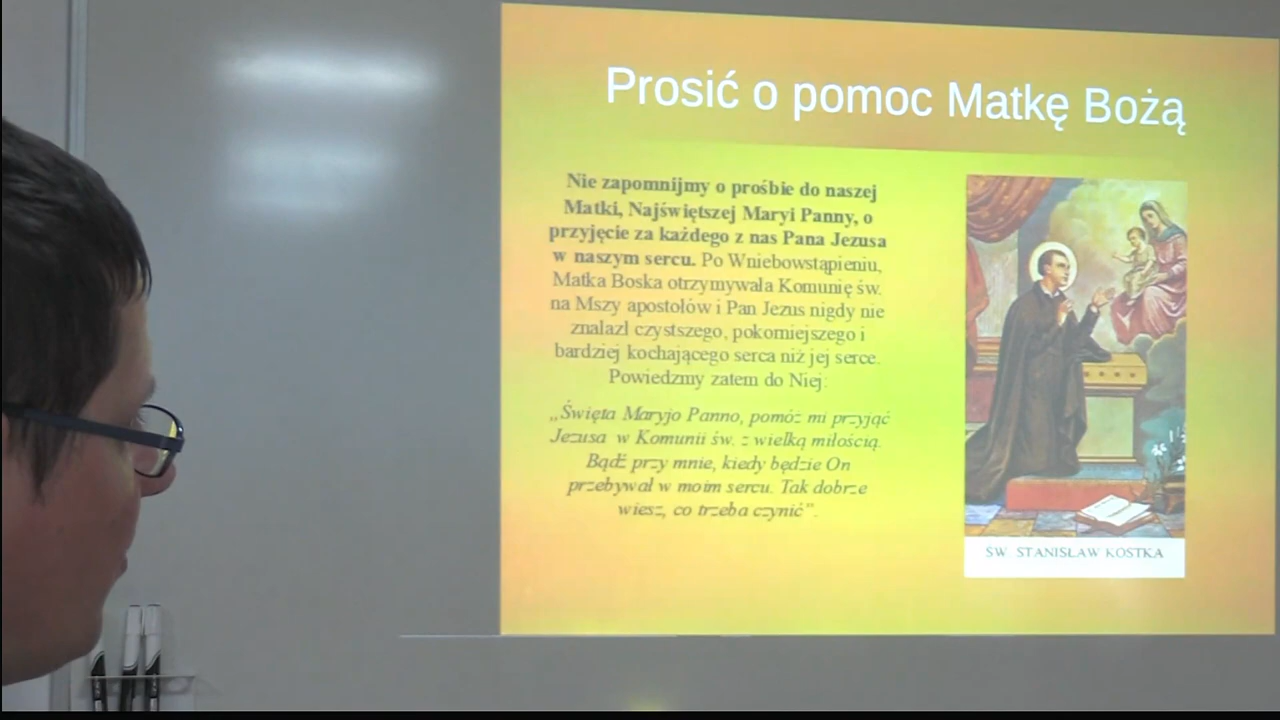 Prosić o pomoc Matkę Bożą
Nie zapomnijmy o prośbie do naszej
Matki, Najświętszej Maryi Panny, o
przyjęcie za każdego z nas Pana Jezusa
w naszym sercu. Po Wniebowstąpieniu,
Matka Boska otrzymywała Komunię św.
na Mszy apostołów i Pan Jezus nigdy nie
znalazł czystszego, pokorniejszego i
bardziej kochającego serca niż jej serce.
Powiedzmy zatem do Niej:
„Święta Maryjo Panno, pomóż mi przyjąć
Jezusa w Komunii św. z wielką miłością.
Bądź przy mnie, kiedy będzie On
przebywał w moim sercu. Tak dobrze
wiesz, co trzeba czynić”.
ŚW. STANISŁAW KOSTKA